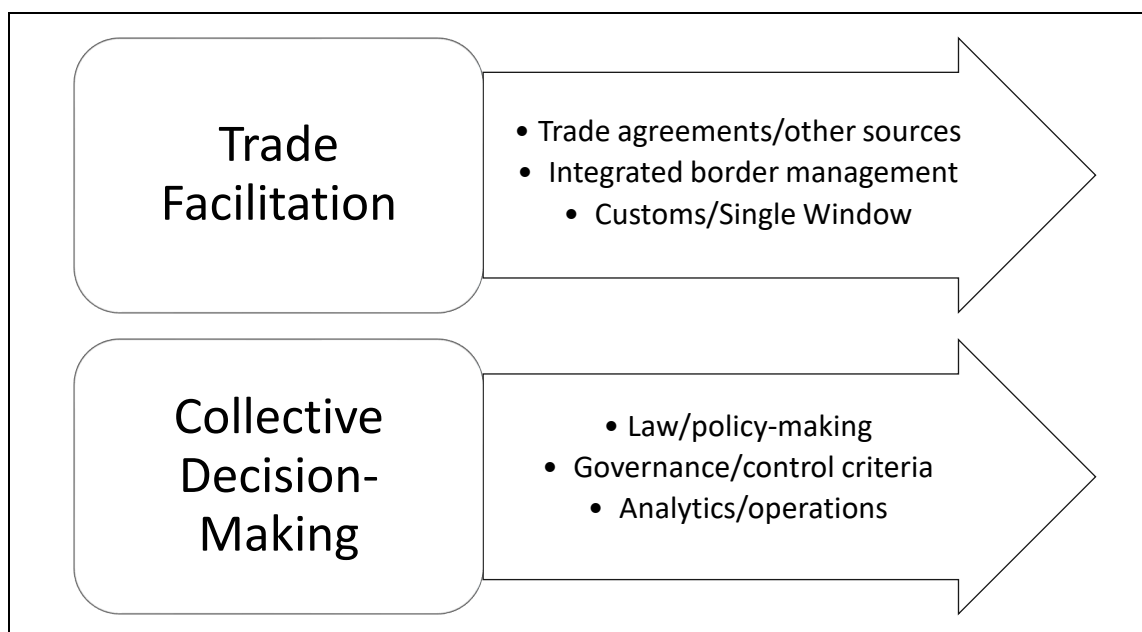 Trade
Facilitation
• Trade agreements/other sources
• Integrated border management
• Customs/Single Window
Collective
Decision-
Making
• Law/policy-making
• Governance/control criteria
• Analytics/operations